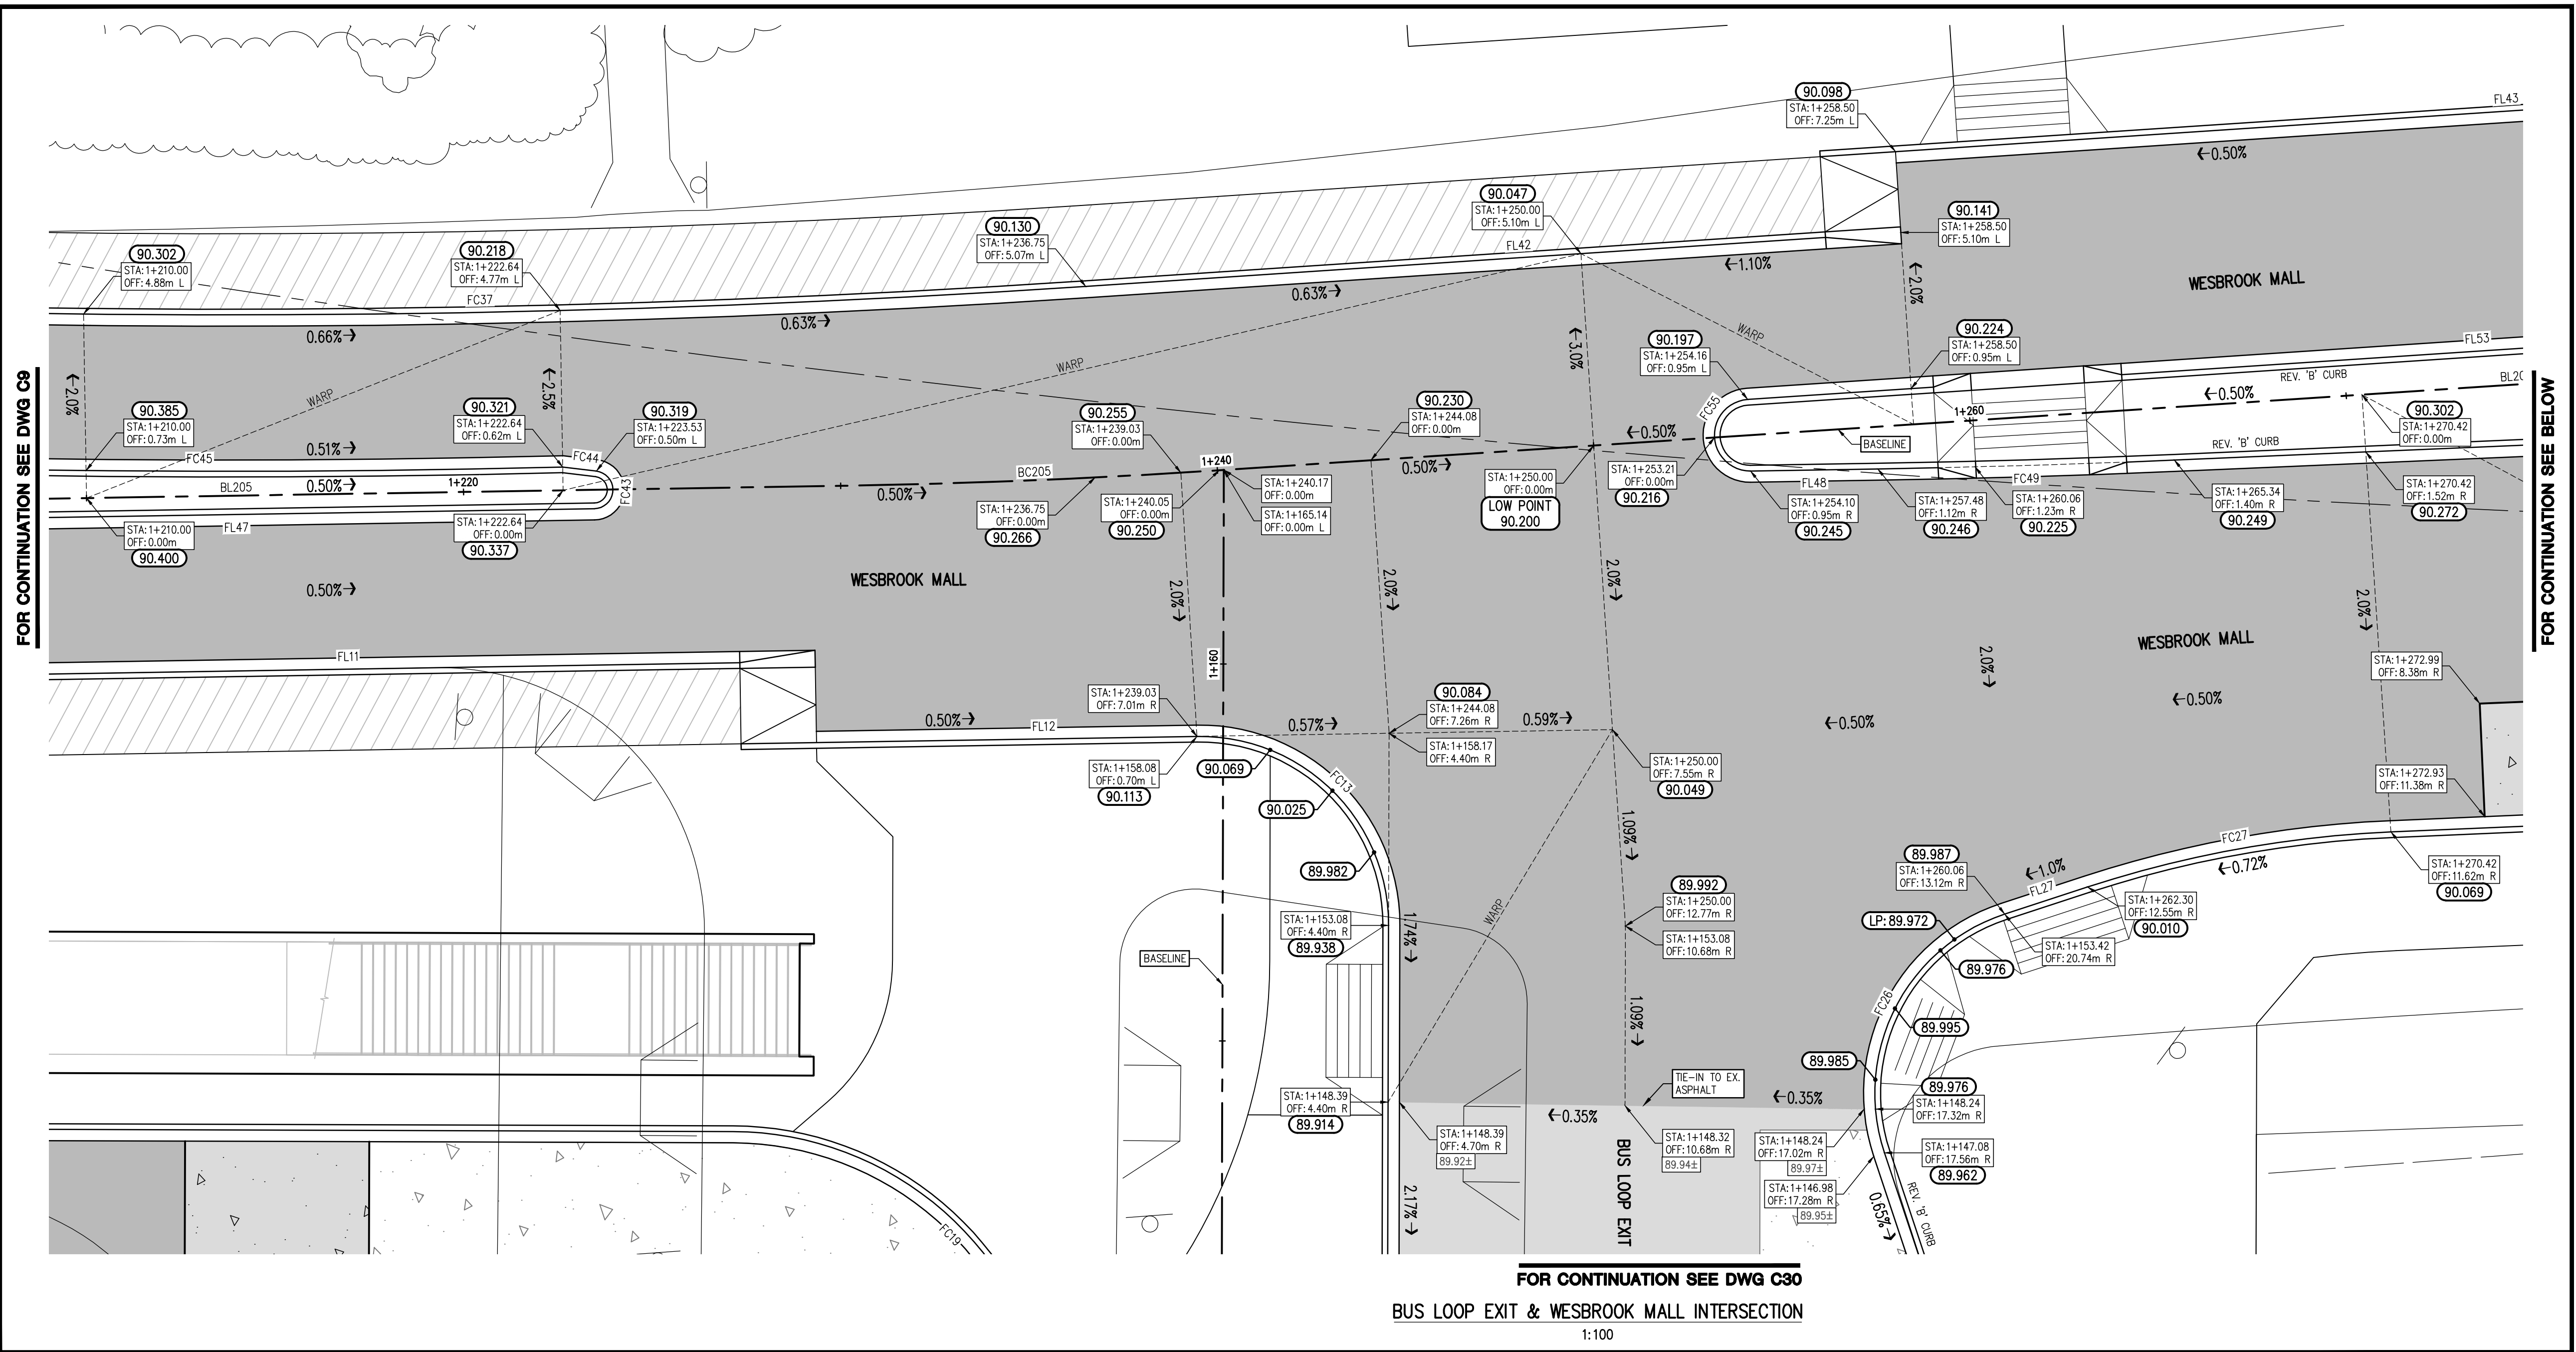 90.098
STA:1+258.50
OFF:7.25m L
FL43
←0.50%
90.302
STA:1+210.00
OFF:4.88m L
90.218
STA:1+222.64
OFF:4.77m L
90.130
STA:1+236.75
OFF:5.07m L
90.047
STA:1+250.00
OFF:5.10m L
90.141
STA:1+258.50
OFF:5.10m L
FC37
FL42
←1.10%
WESBROOK MALL
0.66%→
0.63%→
0.63%→
←2.0%
←2.5%
←3.0%
←2.0%
WARP
WARP
WARP
FOR CONTINUATION SEE DWG C9
FOR CONTINUATION SEE BELOW
90.385
STA:1+210.00
OFF:0.73m L
90.321
STA:1+222.64
OFF:0.62m L
90.319
STA:1+223.53
OFF:0.50m L
90.255
STA:1+239.03
OFF:0.00m
90.230
STA:1+244.08
OFF:0.00m
90.197
STA:1+254.16
OFF:0.95m L
90.224
STA:1+258.50
OFF:0.95m L
FL53
REV. 'B' CURB
BL20
←0.50%
90.302
STA:1+270.42
OFF:0.00m
0.51%→
FC45
FC44
FC43
BL205
0.50%→
1+220
FL47
BC205
0.50%→
1+240
0.50%→
←0.50%
FC55
BASELINE
1+260
REV. 'B' CURB
FL48
FC49
STA:1+210.00
OFF:0.00m
90.400
STA:1+222.64
OFF:0.00m
90.337
STA:1+236.75
OFF:0.00m
90.266
STA:1+240.05
OFF:0.00m
90.250
STA:1+240.17
OFF:0.00m
STA:1+165.14
OFF:0.00m L
STA:1+250.00
OFF:0.00m
LOW POINT
90.200
STA:1+253.21
OFF:0.00m
90.216
STA:1+254.10
OFF:0.95m R
90.245
STA:1+257.48
OFF:1.12m R
90.246
STA:1+260.06
OFF:1.23m R
90.225
STA:1+265.34
OFF:1.40m R
90.249
STA:1+270.42
OFF:1.52m R
90.272
0.50%→
WESBROOK MALL
2.0%→
2.0%→
2.0%→
2.0%→
2.0%→
WESBROOK MALL
FL11
1+160
STA:1+272.99
OFF:8.38m R
STA:1+239.03
OFF:7.01m R
90.084
STA:1+244.08
OFF:7.26m R
STA:1+158.17
OFF:4.40m R
0.50%→
FL12
0.57%→
0.59%→
←0.50%
←0.50%
STA:1+158.08
OFF:0.70m L
90.113
90.069
FC13
90.025
89.982
STA:1+250.00
OFF:7.55m R
90.049
STA:1+272.93
OFF:11.38m R
1.09%→
89.987
STA:1+260.06
OFF:13.12m R
←1.0%
FL27
FC27
←0.72%
STA:1+270.42
OFF:11.62m R
90.069
89.992
STA:1+250.00
OFF:12.77m R
STA:1+153.08
OFF:10.68m R
LP:89.972
STA:1+262.30
OFF:12.55m R
90.010
STA:1+153.08
OFF:4.40m R
89.938
1.74%→
WARP
STA:1+153.42
OFF:20.74m R
BASELINE
89.976
FC26
1.09%→
89.995
89.985
TIE-IN TO EX.
ASPHALT
←0.35%
←0.35%
89.976
STA:1+148.24
OFF:17.32m R
STA:1+148.39
OFF:4.40m R
89.914
STA:1+148.39
OFF:4.70m R
89.92±
STA:1+148.32
OFF:10.68m R
89.94±
STA:1+148.24
OFF:17.02m R
89.97±
STA:1+147.08
OFF:17.56m R
89.962
STA:1+146.98
OFF:17.28m R
89.95±
BUS LOOP EXIT
2.17%→
0.65%→
REV. 'B' CURB
FC19
FOR CONTINUATION SEE DWG C30
BUS LOOP EXIT & WESBROOK MALL INTERSECTION
1:100